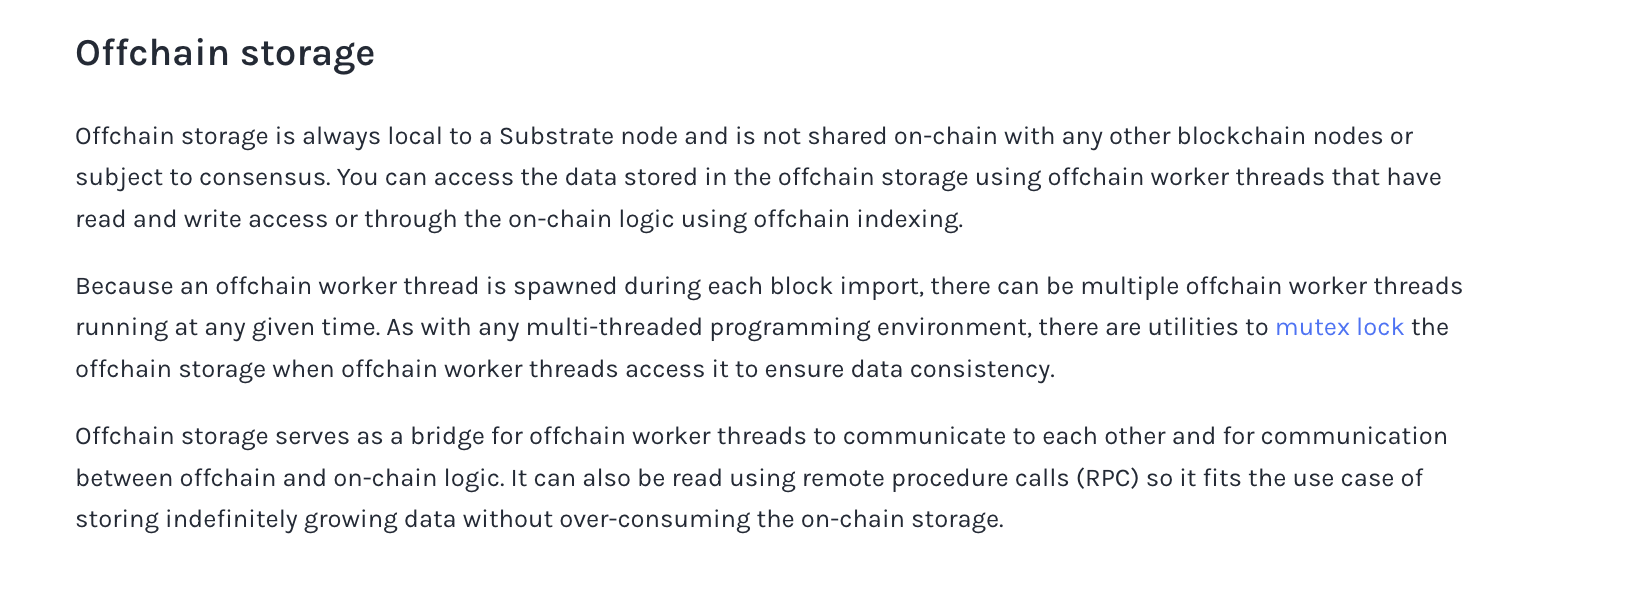 Offchain storage
Offchain storage is always local to a Substrate node and is not shared on-chain with any other blockchain nodes or
subject to consensus. You can access the data stored in the offchain storage using offchain worker threads that have
read and write access or through the on-chain logic using offchain indexing.
Because an offchain worker thread is spawned during each block import, there can be multiple offchain worker threads
running at any given time. As with any multi-threaded programming environment, there are utilities to mutex lock the
offchain storage when offchain worker threads access it to ensure data consistency.
Offchain storage serves as a bridge for offchain worker threads to communicate to each other and for communication
between offchain and on-chain logic. It can also be read using remote procedure calls (RPC) so it fits the use case of
storing indefinitely growing data without over-consuming the on-chain storage.